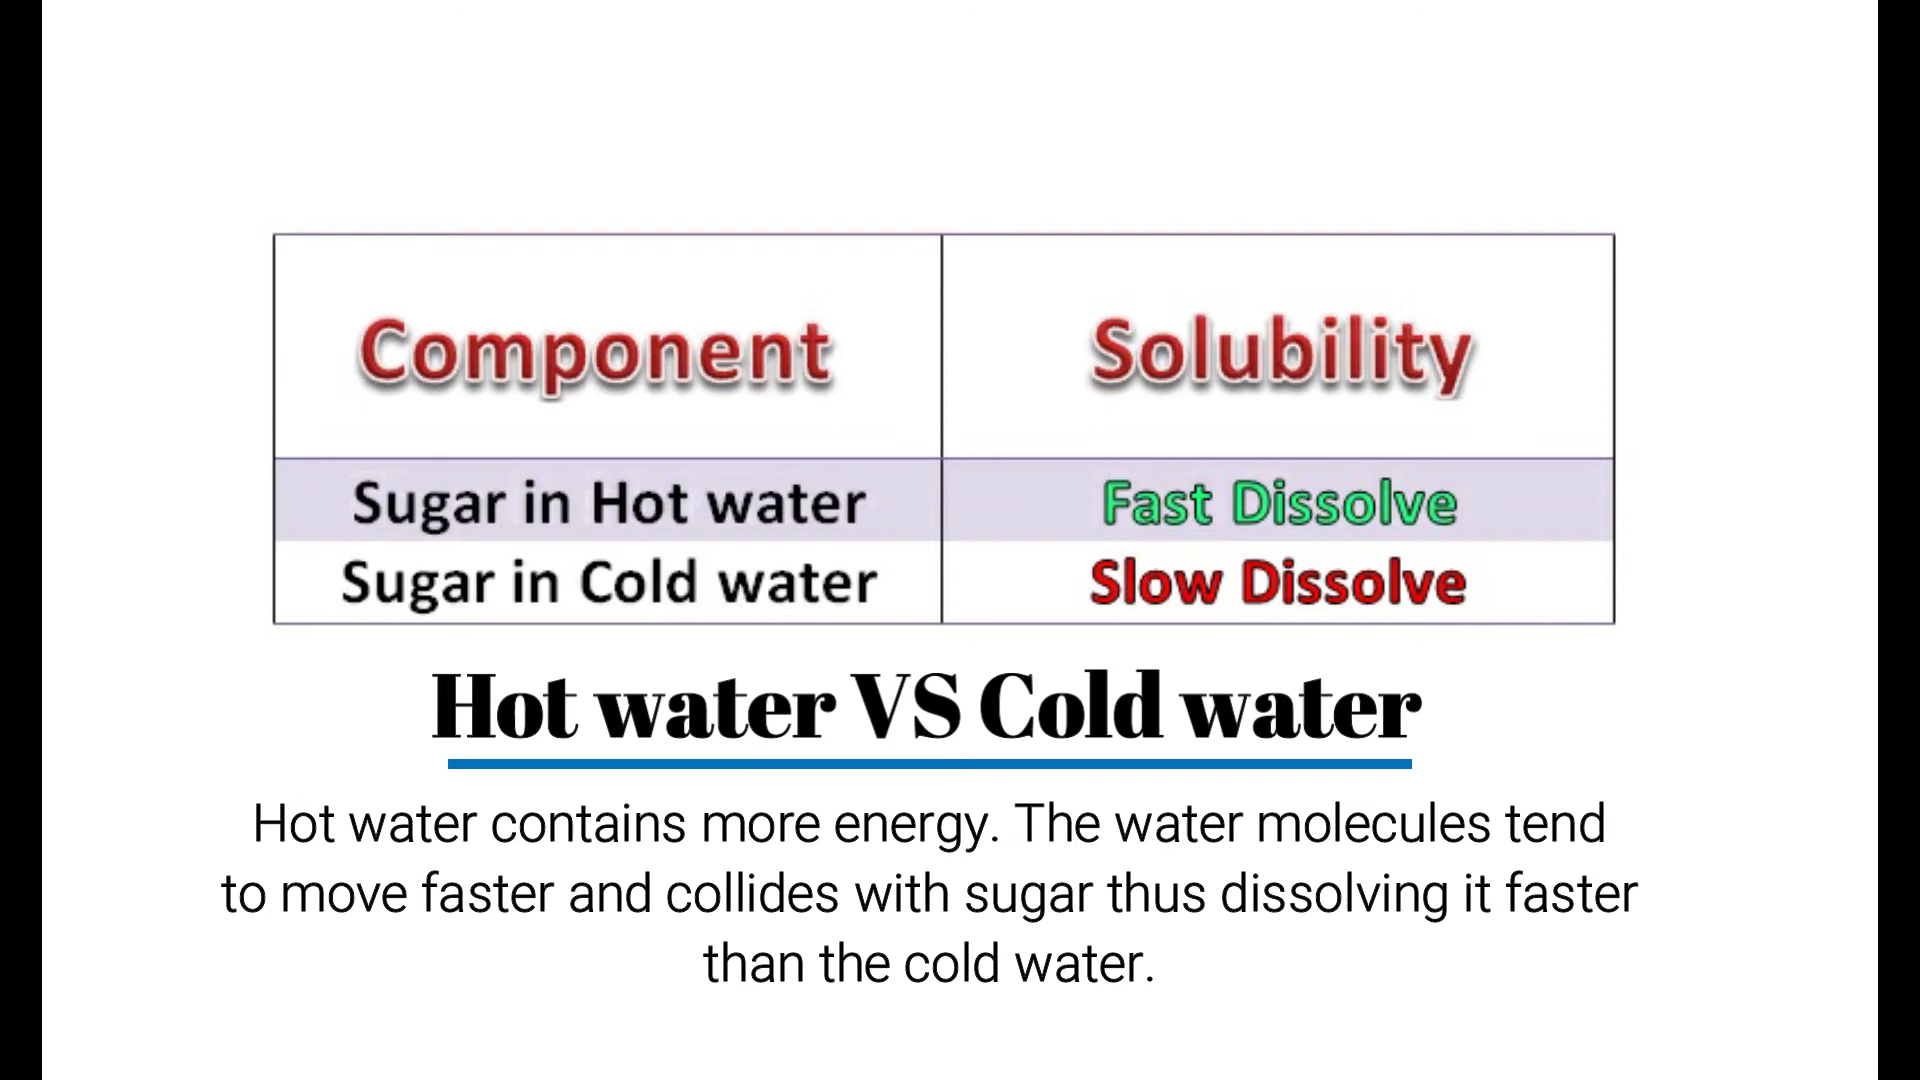 Component Solubility
Sugar in Hot water Fast Dissolve
Sugar in Cold water Slow Dissolve
Hot water VS Cold water
Hot water contains more energy. The water molecules tend
to move faster and collides with sugar thus dissolving it faster
than the cold water.